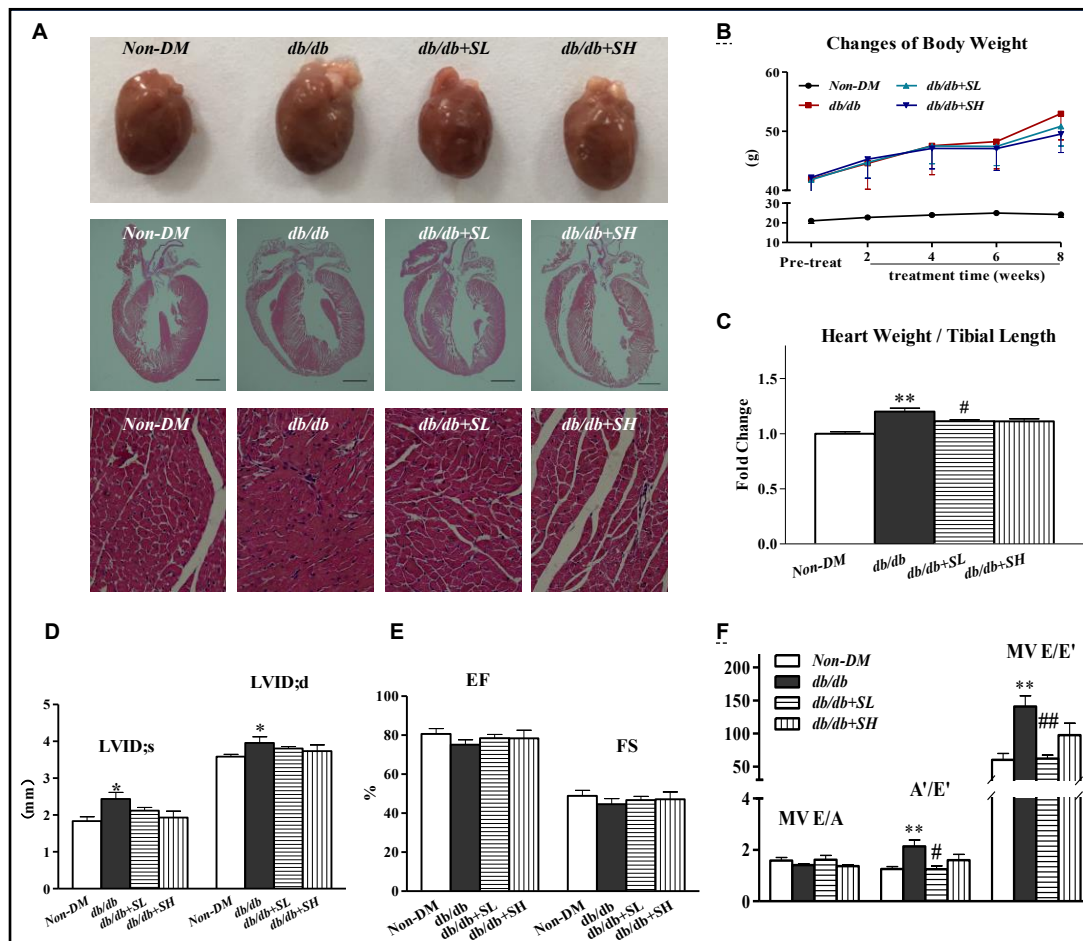 A
Non-DM db/db db/db+SL db/db+SH
Non-DM db/db db/db+SL db/db+SH
Non-DM db/db db/db+SL db/db+SH
B
Changes of Body Weight
Non-DM db/db+SL
db/db db/db+SH
60
50
40
30
20
10
(g)
Pre-treat 2 4 6 8
treatment time (weeks)
C
Heart Weight / Tibial Length
Fold Change
1.5
1.0
0.5
0.0
**
#
Non-DM db/db db/db+SL db/db+SH
D
LVID;s
LVID;d
(mm)
5
4
3
2
1
0
*
*
Non-DM db/db db/db+SL db/db+SH Non-DM db/db db/db+SL db/db+SH
E
EF
FS
%
100
80
60
40
20
0
Non-DM db/db db/db+SL db/db+SH Non-DM db/db db/db+SL db/db+SH
F
Non-DM
db/db
db/db+SL
db/db+SH
MV E/A
A'/E'
MV E/E'
200
150
100
50
4
2
0
**
#
**
##